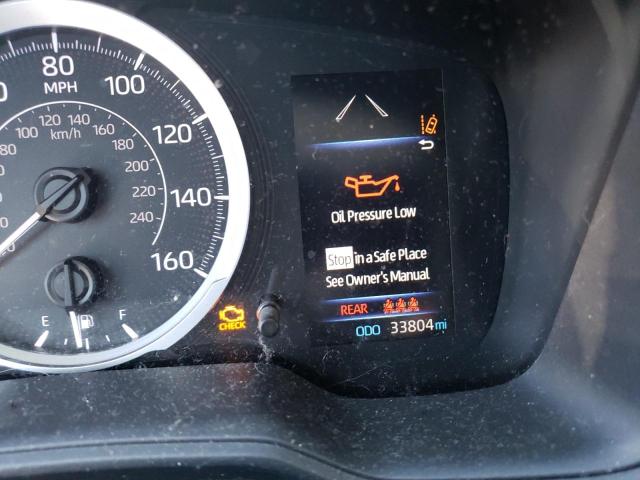 80
100
MPH
120
140
160
100 120 140 160
80
km/h
180
200
220
240
E
F
CHECK
Oil Pressure Low
Stop in a Safe Place
See Owner's Manual
REAR
ODO 33804 mi